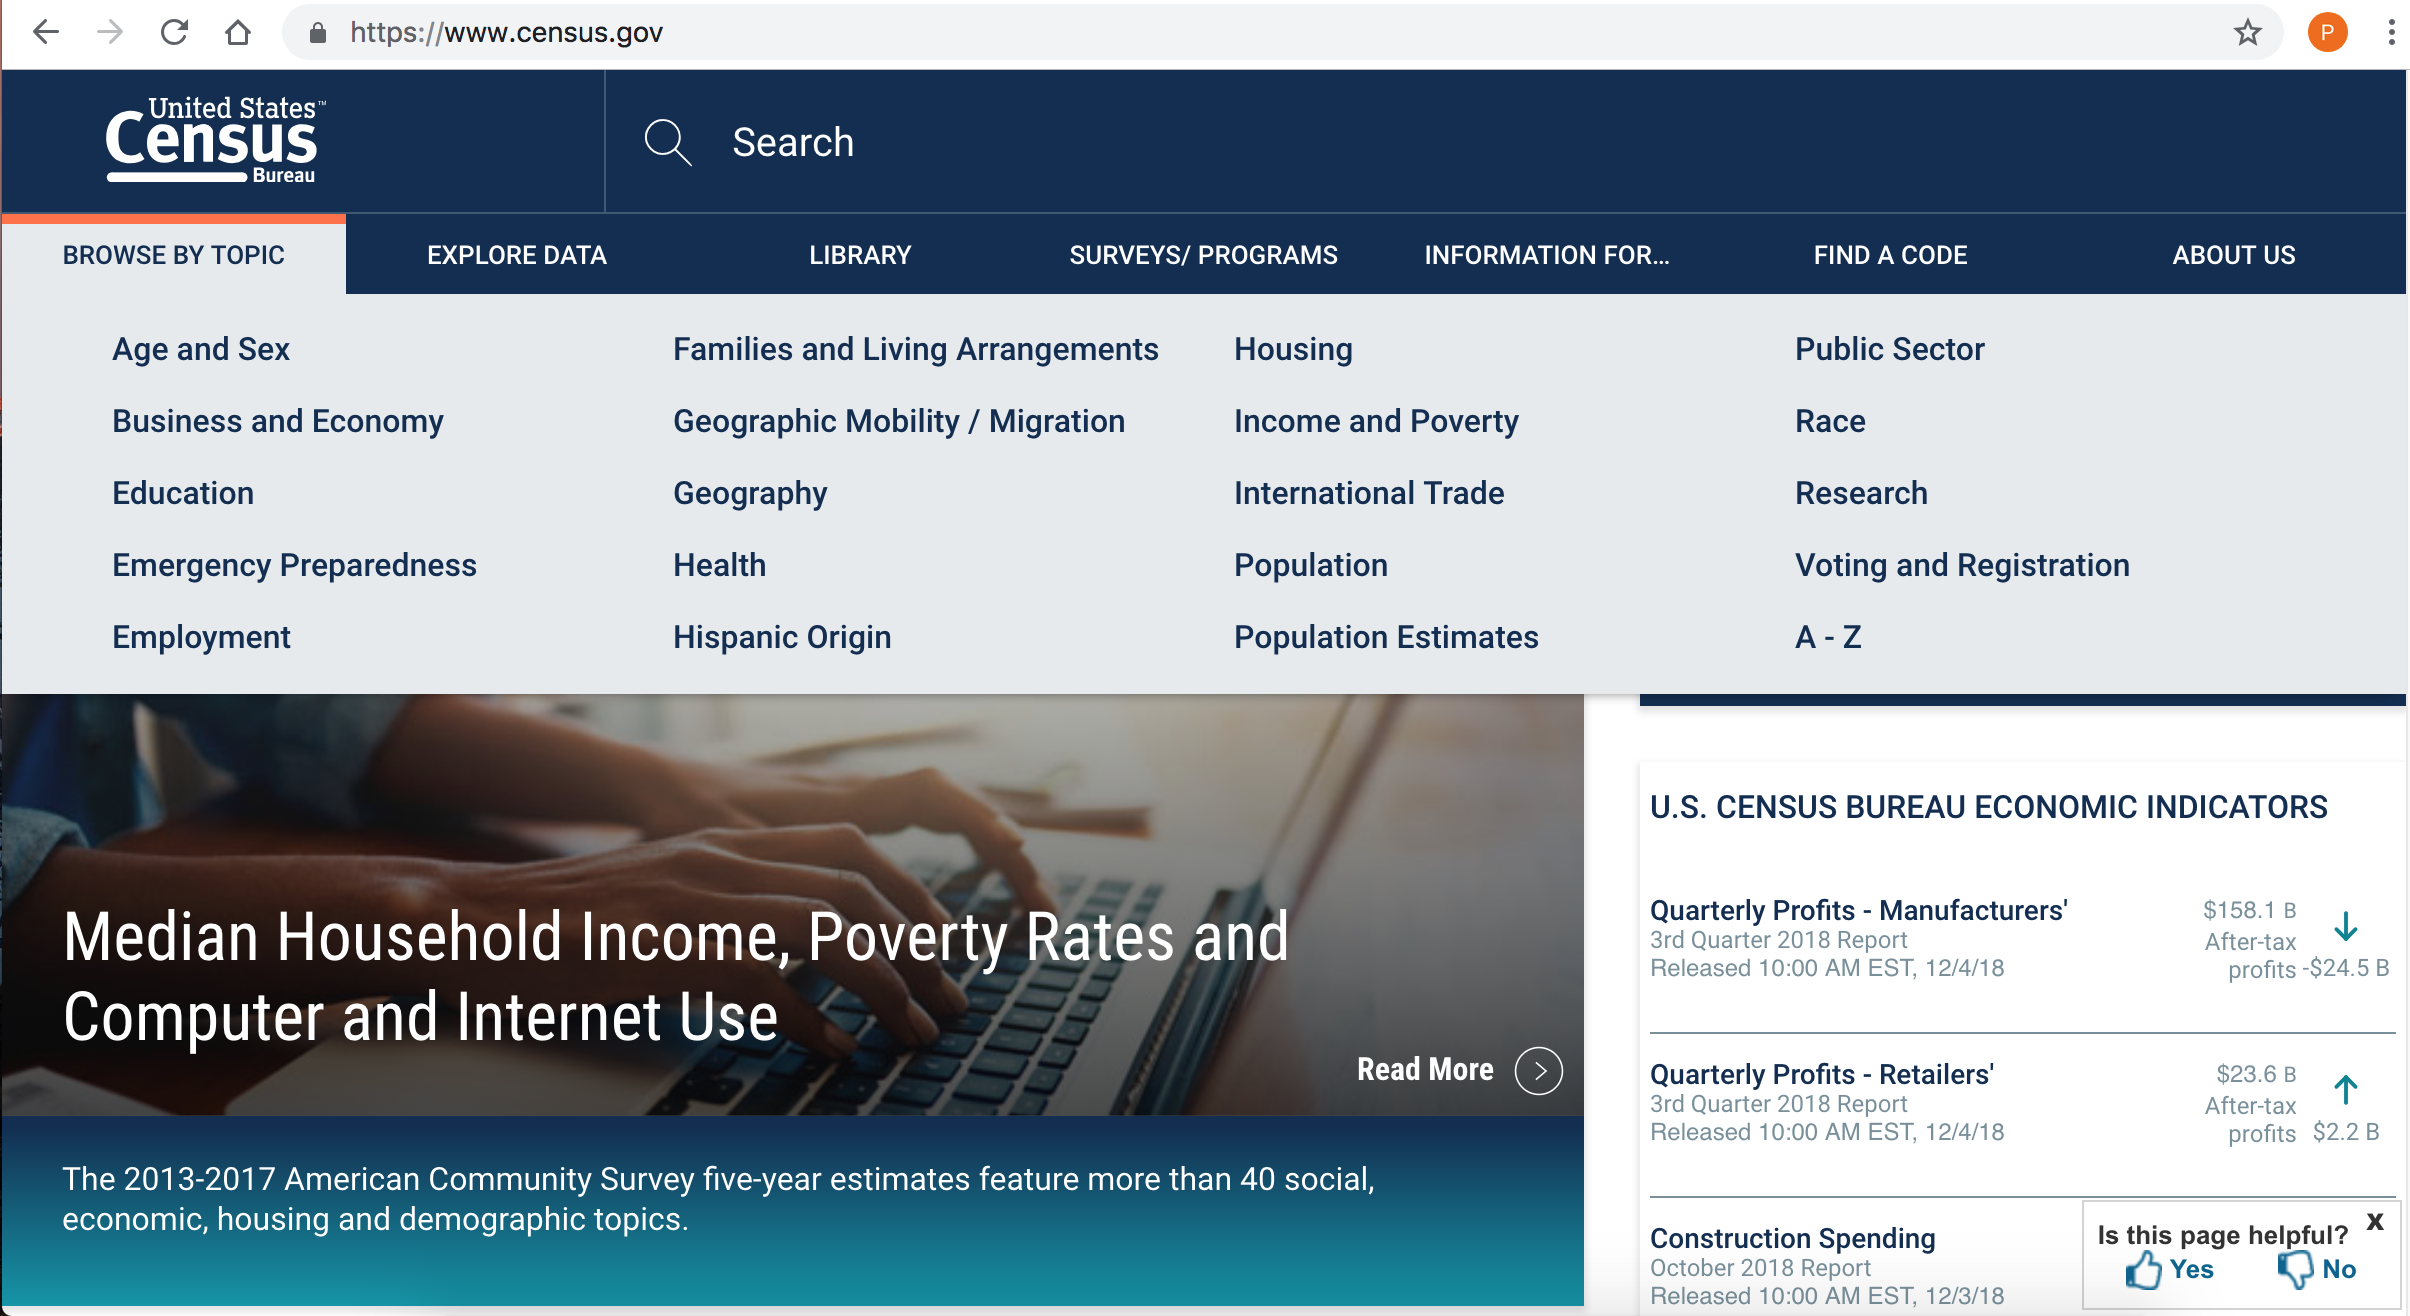 https://www.census.gov
P
United States™
Census
Bureau
Search
BROWSE BY TOPIC
EXPLORE DATA
LIBRARY
SURVEYS/ PROGRAMS
INFORMATION FOR...
FIND A CODE
ABOUT US
Age and Sex
Business and Economy
Education
Emergency Preparedness
Employment
Families and Living Arrangements
Geographic Mobility / Migration
Geography
Health
Hispanic Origin
Housing
Income and Poverty
International Trade
Population
Population Estimates
Public Sector
Race
Research
Voting and Registration
A - Z
Median Household Income, Poverty Rates and
Computer and Internet Use
Read More
The 2013-2017 American Community Survey five-year estimates feature more than 40 social,
economic, housing and demographic topics.
U.S. CENSUS BUREAU ECONOMIC INDICATORS
Quarterly Profits - Manufacturers'
3rd Quarter 2018 Report
Released 10:00 AM EST, 12/4/18
$158.1 B
After-tax
profits
-$24.5 B
Quarterly Profits - Retailers'
3rd Quarter 2018 Report
Released 10:00 AM EST, 12/4/18
$23.6 B
After-tax
profits
$2.2 B
Construction Spending
October 2018 Report
Released 10:00 AM EST, 12/3/18
Is this page helpful?
X
Yes
No